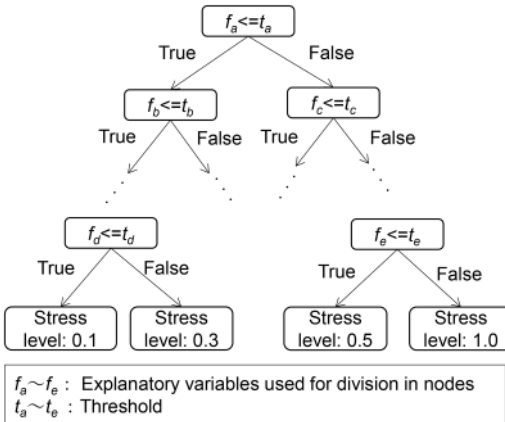 fa<=ta
True False
fb<=tb fc<=tc
True False True False
fd<=td fe<=te
True False True False
Stress level: 0.1
Stress level: 0.3
Stress level: 0.5
Stress level: 1.0
fa~fe : Explanatory variables used for division in nodes
ta~te : Threshold